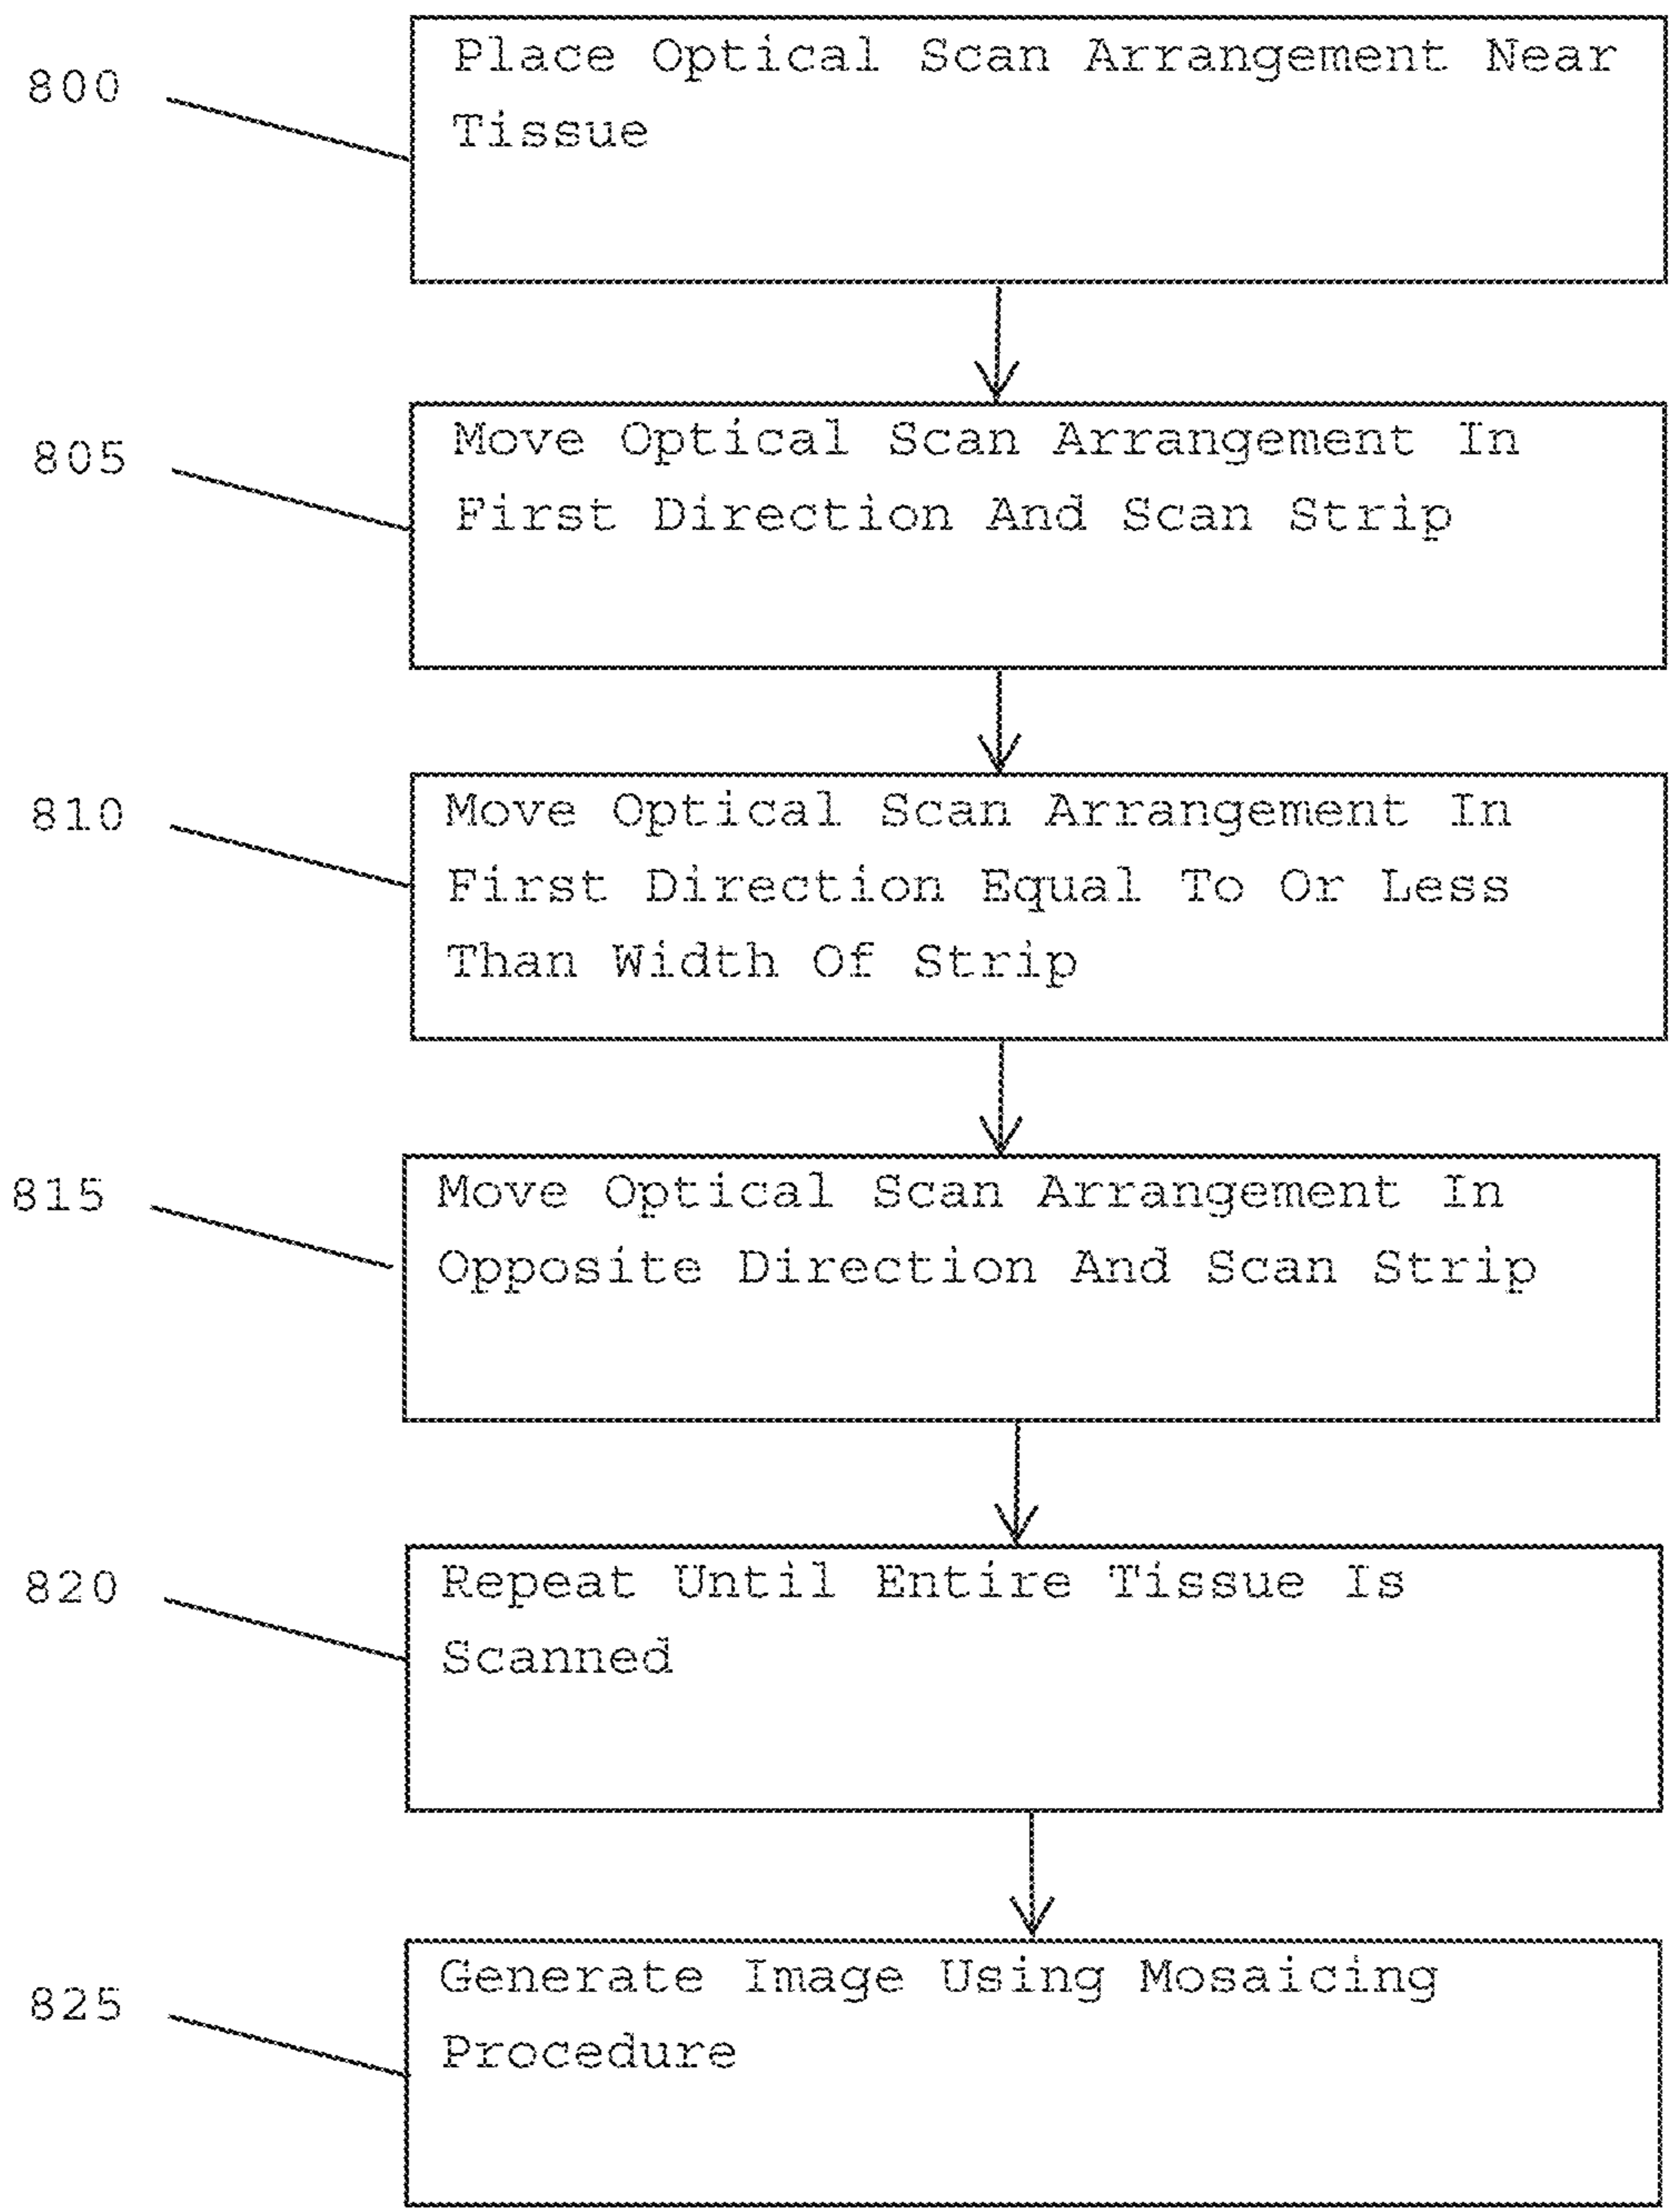 800
Place Optical Scan Arrangement Near
Tissue
805
Move Optical Scan Arrangement In
First Direction And Scan Strip
810
Move Optical Scan Arrangement In
First Direction Equal To Or Less
Than Width Of Strip
815
Move Optical Scan Arrangement In
Opposite Direction And Scan Strip
820
Repeat Until Entire Tissue Is
Scanned
825
Generate Image Using Mosaicing
Procedure